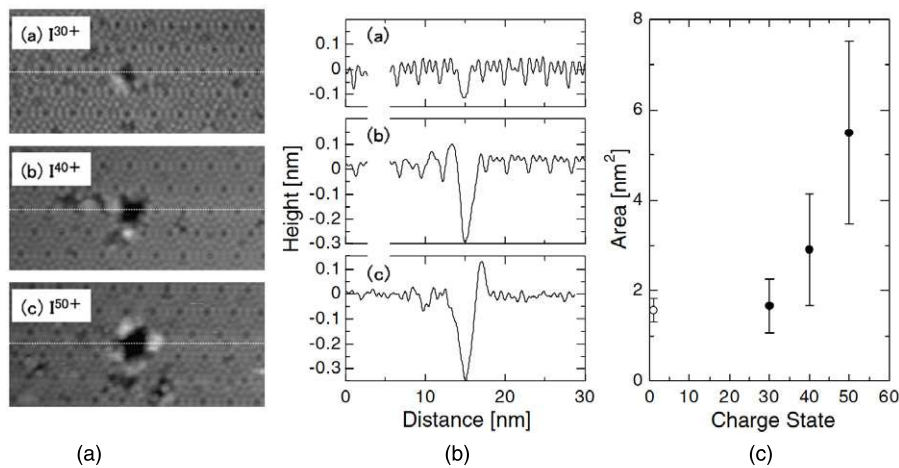 (a) I30+
(b) I40+
(c) I50+
(a)
0.1
0
-0.1
(b)
0.1
0
-0.1
-0.2
-0.3
(c)
0.1
0
-0.1
-0.2
-0.3
Height [nm]
0 10 20 30
Distance [nm]
8
6
4
2
0
Area [nm2]
0 10 20 30 40 50 60
Charge State
(a) (b) (c)